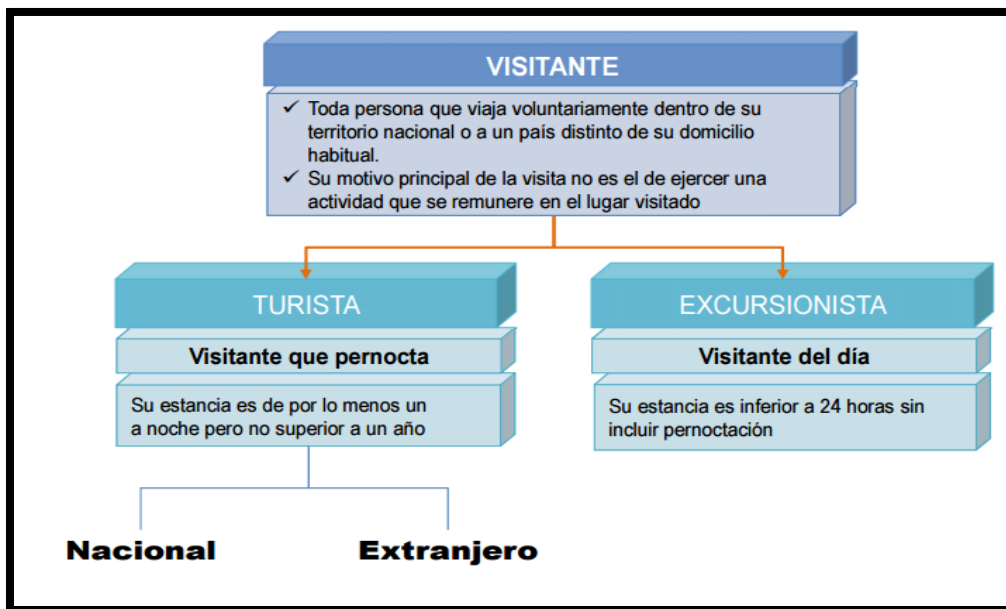 VISITANTE
✓ Toda persona que viaja voluntariamente dentro de su
territorio nacional o a un país distinto de su domicilio
habitual.
✓ Su motivo principal de la visita no es el de ejercer una
actividad que se remunere en el lugar visitado
TURISTA
Visitante que pernocta
Su estancia es de por lo menos un
a noche pero no superior a un año
Nacional
Extranjero
EXCURSIONISTA
Visitante del día
Su estancia es inferior a 24 horas sin
incluir pernoctación